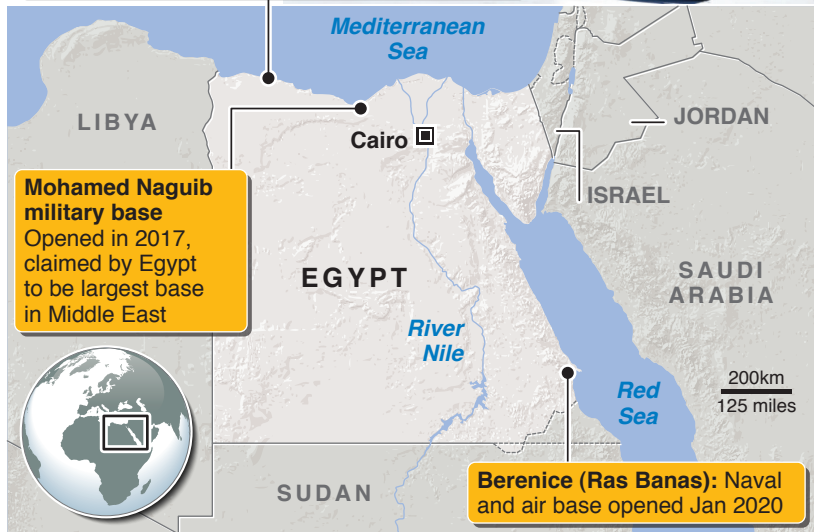 Mediterranean
Sea
LIBYA
Cairo
JORDAN
ISRAEL
Mohamed Naguib
military base
Opened in 2017,
claimed by Egypt
to be largest base
in Middle East
EGYPT
SAUDI
ARABIA
River
Nile
Red
Sea
200km
125 miles
SUDAN
Berenice (Ras Banas): Naval
and air base opened Jan 2020